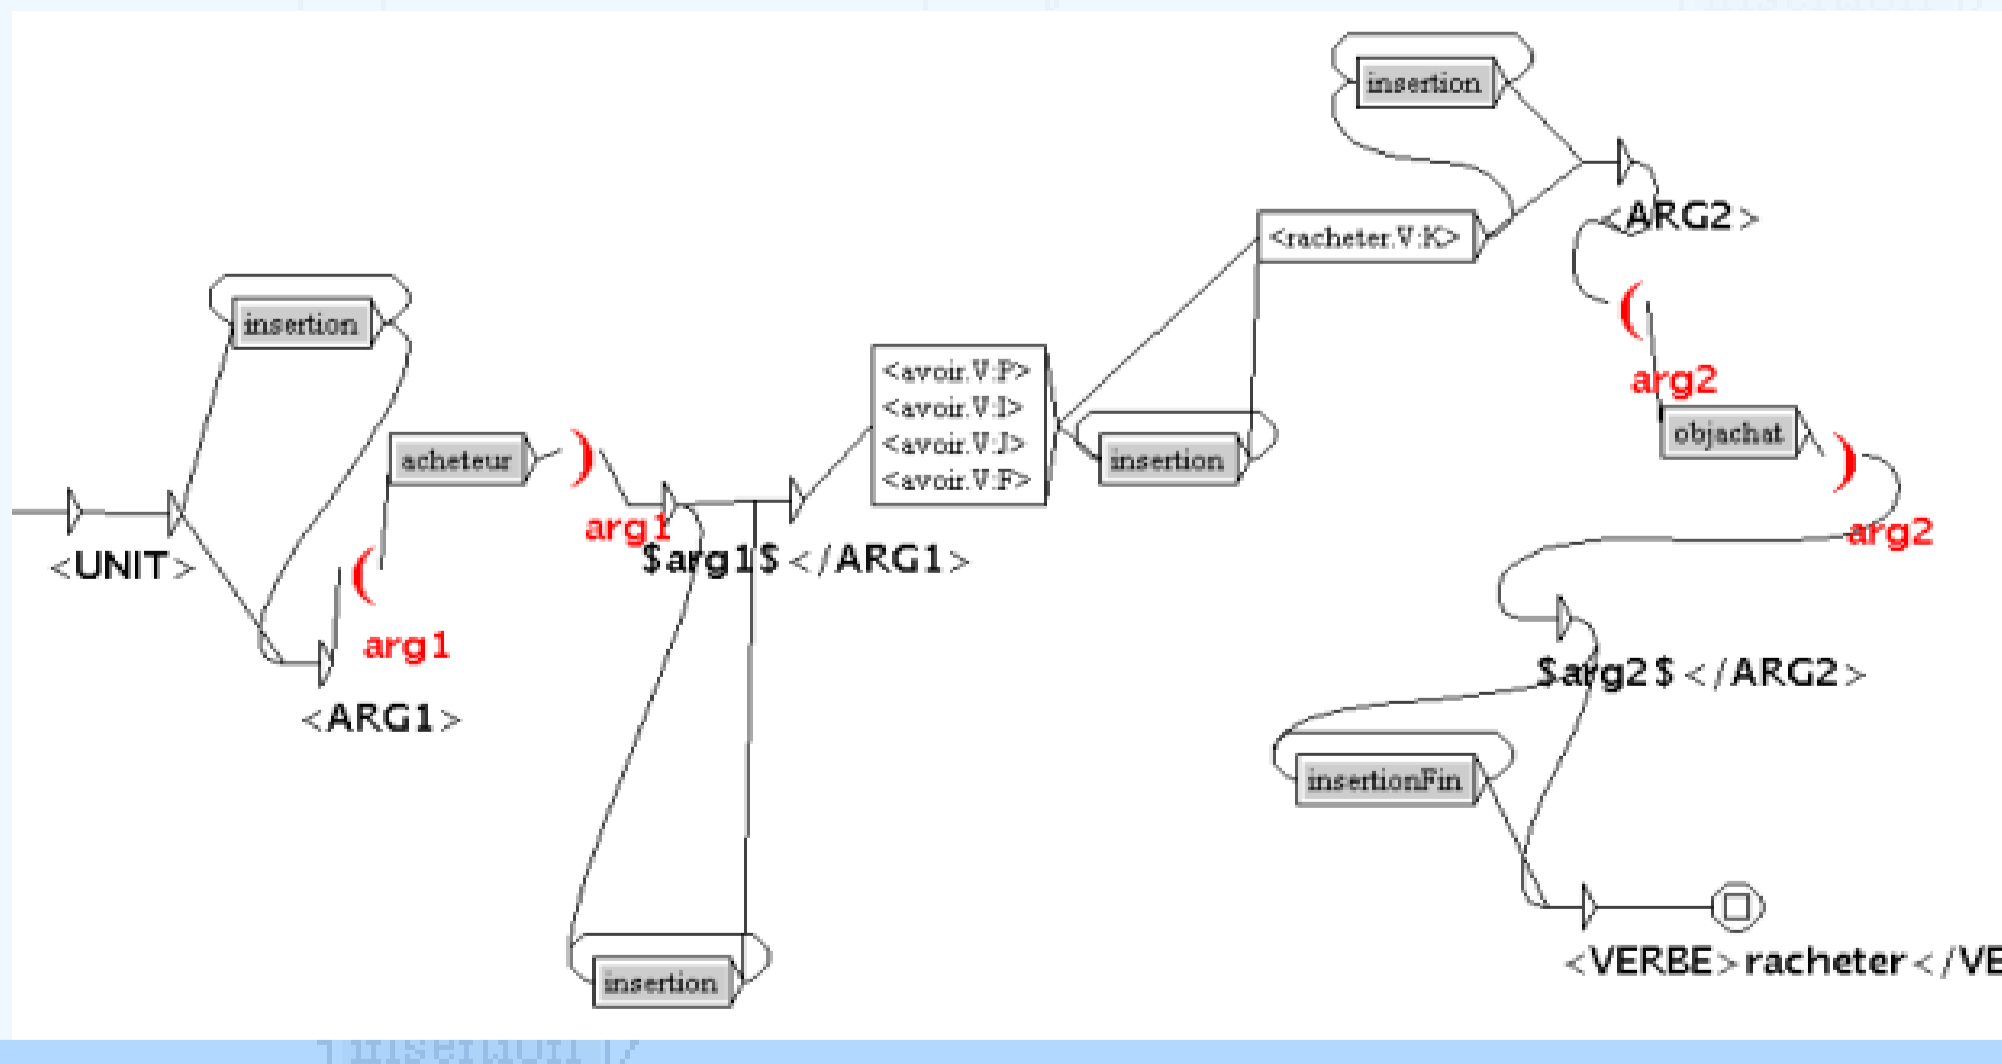 insertion
<ARG2>
<racheter.V:K>
insertion
arg2
<avoir.V:P>
<avoir.V:I>
<avoir.V:J>
<avoir.V:F>
objachat
acheteur
insertion
arg1
arg2
<UNIT>
$arg1$</ARG1>
arg1
$arg2$</ARG2>
<ARG1>
insertionFin
<VERBE>racheter</VE
insertion